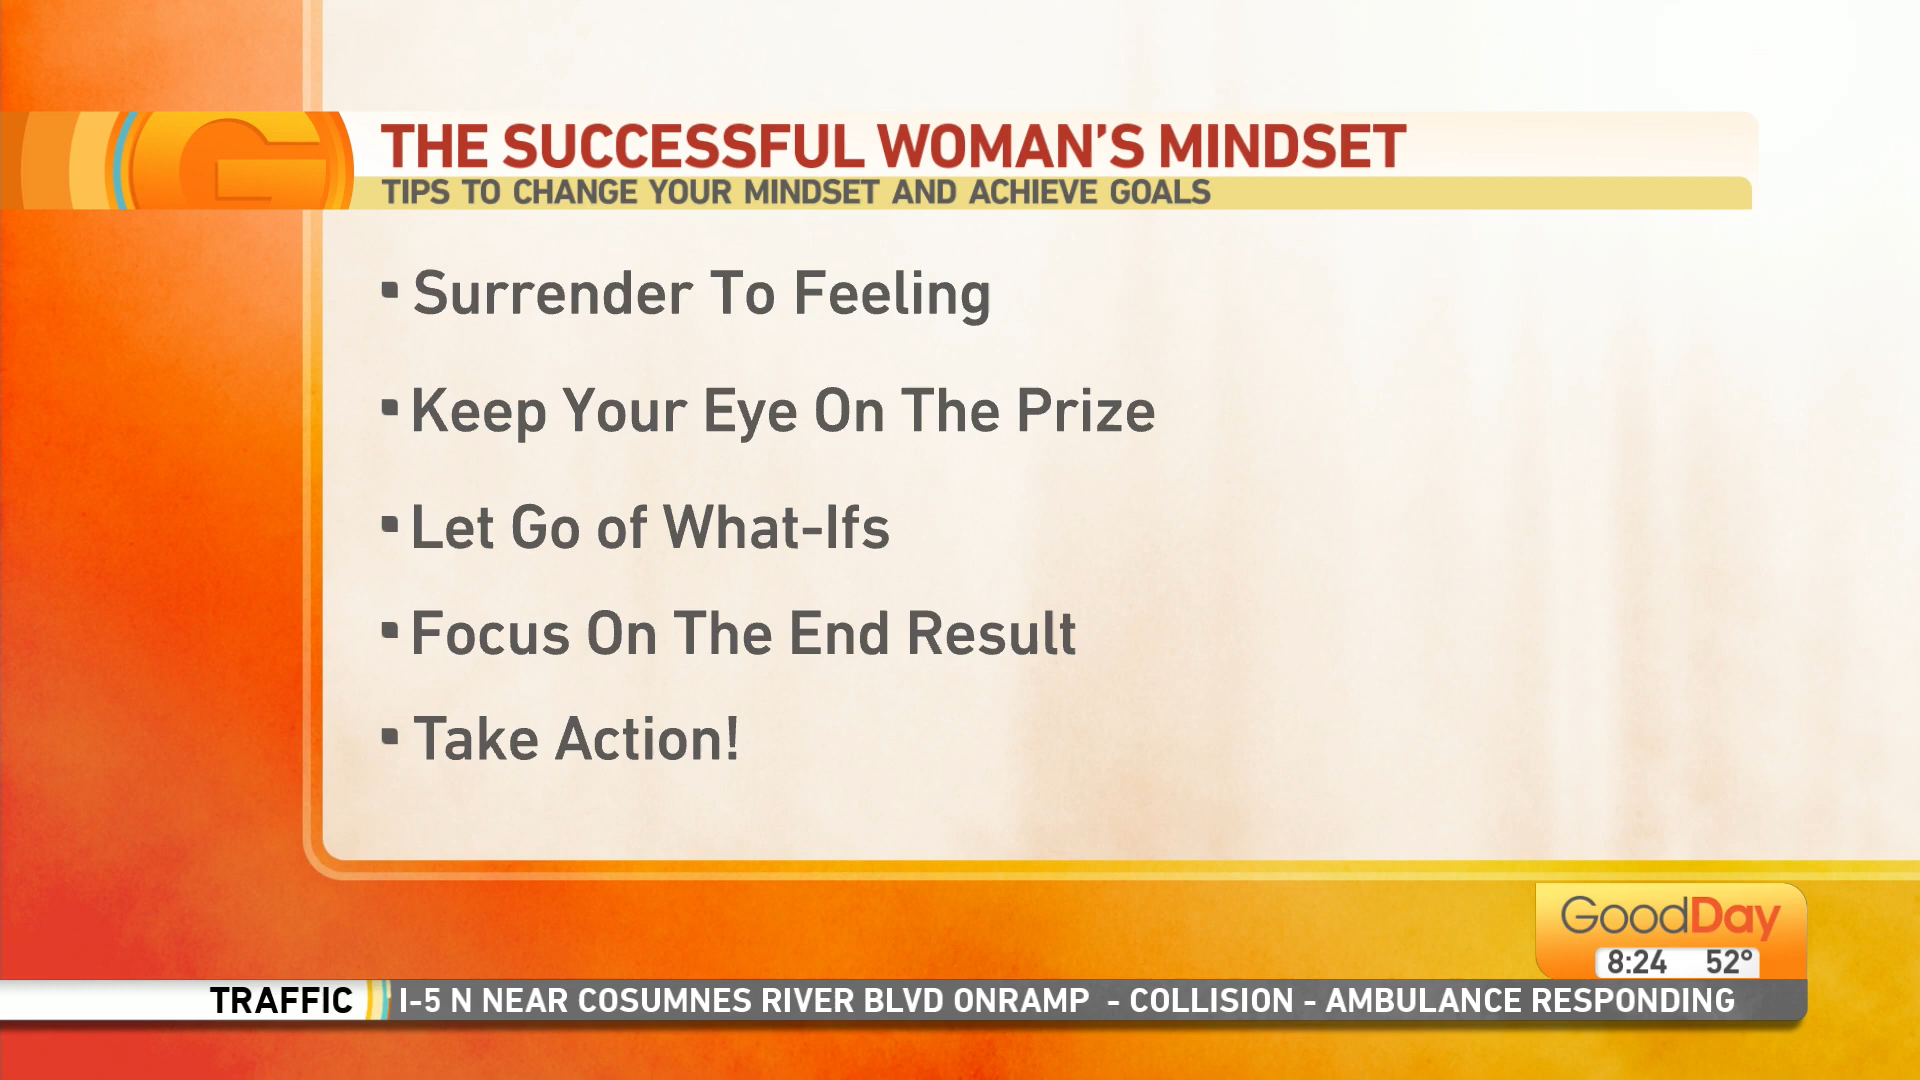 THE SUCCESSFUL WOMAN'S MINDSET
TIPS TO CHANGE YOUR MINDSET AND ACHIEVE GOALS
▪ Surrender To Feeling
▪ Keep Your Eye On The Prize
▪ Let Go of What-Ifs
▪ Focus On The End Result
▪ Take Action!
GoodDay
8:24 52°
TRAFFIC I-5 N NEAR COSUMNES RIVER BLVD ONRAMP - COLLISION - AMBULANCE RESPONDING